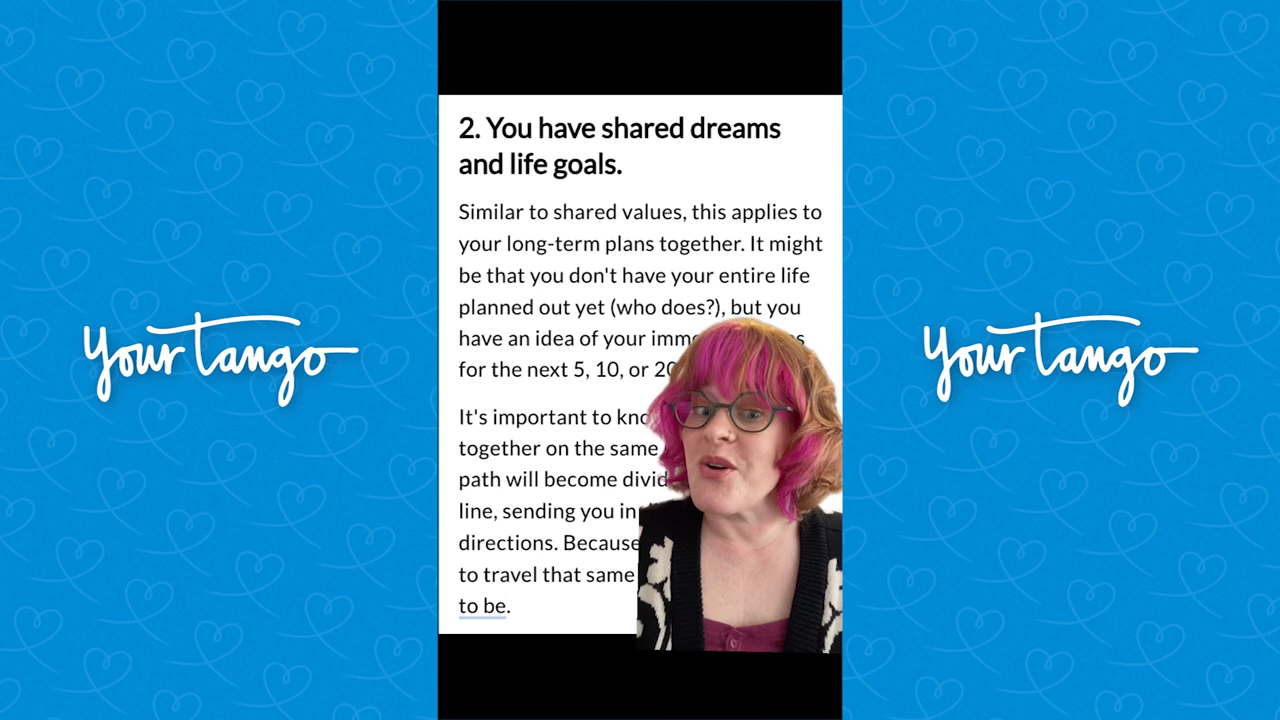 your tango
2. You have shared dreams
and life goals.
Similar to shared values, this applies to
your long-term plans together. It might
be that you don't have your entire life
planned out yet (who does?), but you
have an idea of your
for the next 5, 10, or
It's important to
together on the same
path will become
line, sending you in
directions. Because
to travel that same
to be.
your tango